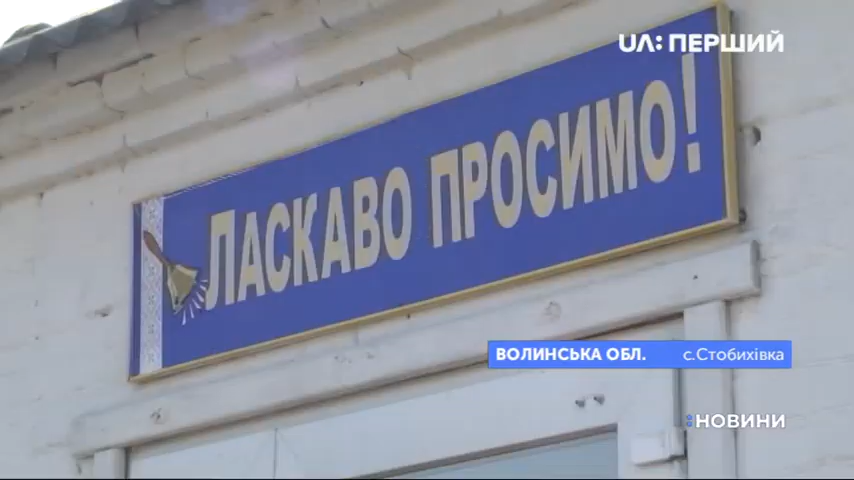 UA: ПЕРШИЙ
ЛАСКАВО ПРОСИМО!
ВОЛИНСЬКА ОБЛ. с.Стобихівка
:НОВИНИ